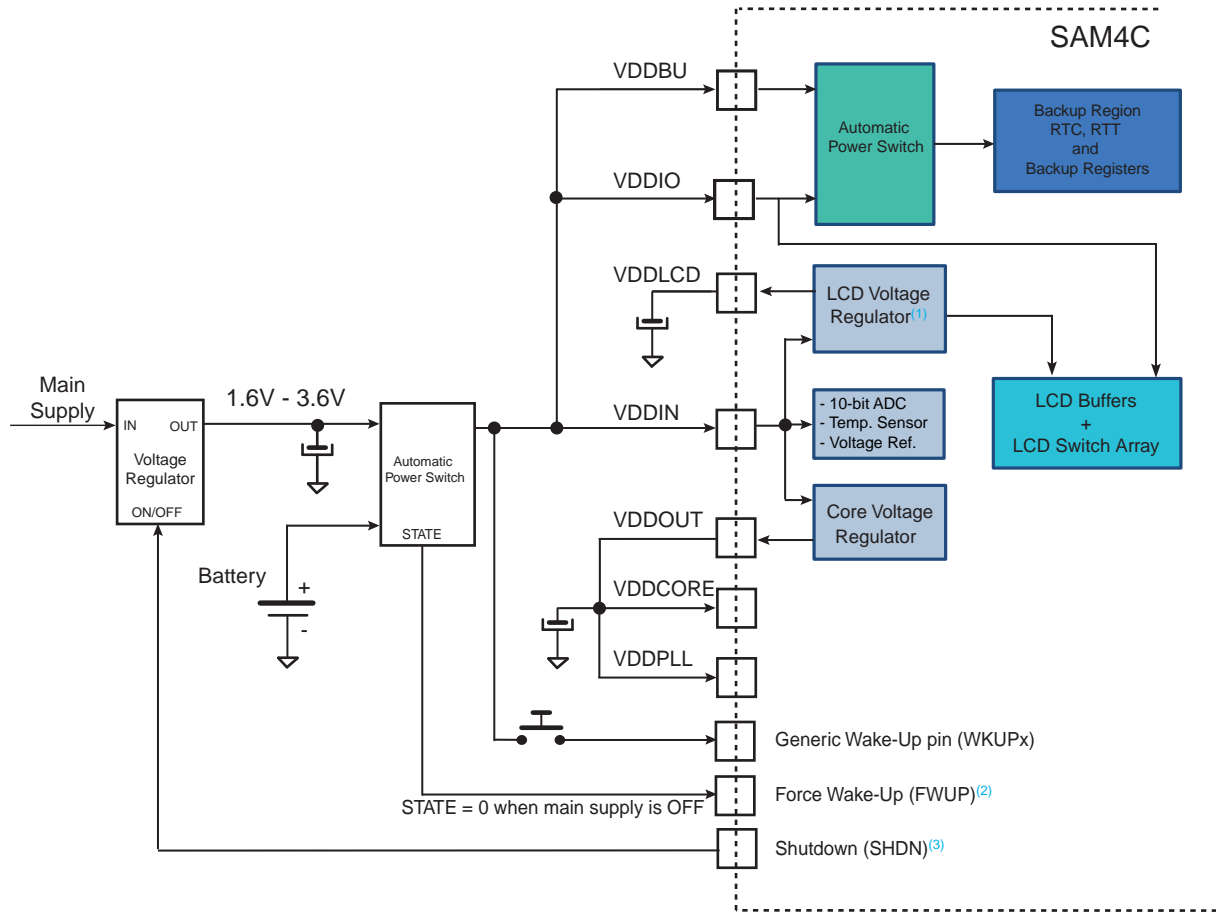 SAM4C
VDDBU
Automatic
Power Switch
Backup Region
RTC, RTT
and
Backup Registers
VDDIO
VDDLCD
LCD Voltage
Regulator(1)
Main
Supply
1.6V - 3.6V
IN
OUT
Voltage
Regulator
ON/OFF
Automatic
Power Switch
STATE
VDDIN
- 10-bit ADC
- Temp. Sensor
- Voltage Ref.
LCD Buffers
+
LCD Switch Array
VDDOUT
Core Voltage
Regulator
Battery
+
-
VDDCORE
VDDPLL
Generic Wake-Up pin (WKUPx)
STATE = 0 when main supply is OFF
Force Wake-Up (FWUP)(2)
Shutdown (SHDN)(3)